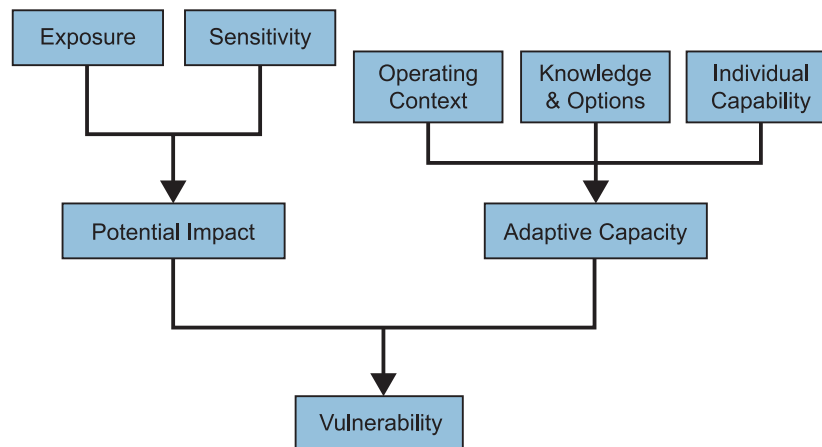 Exposure
Sensitivity
Operating
Context
Knowledge
& Options
Individual
Capability
Potential Impact
Adaptive Capacity
Vulnerability